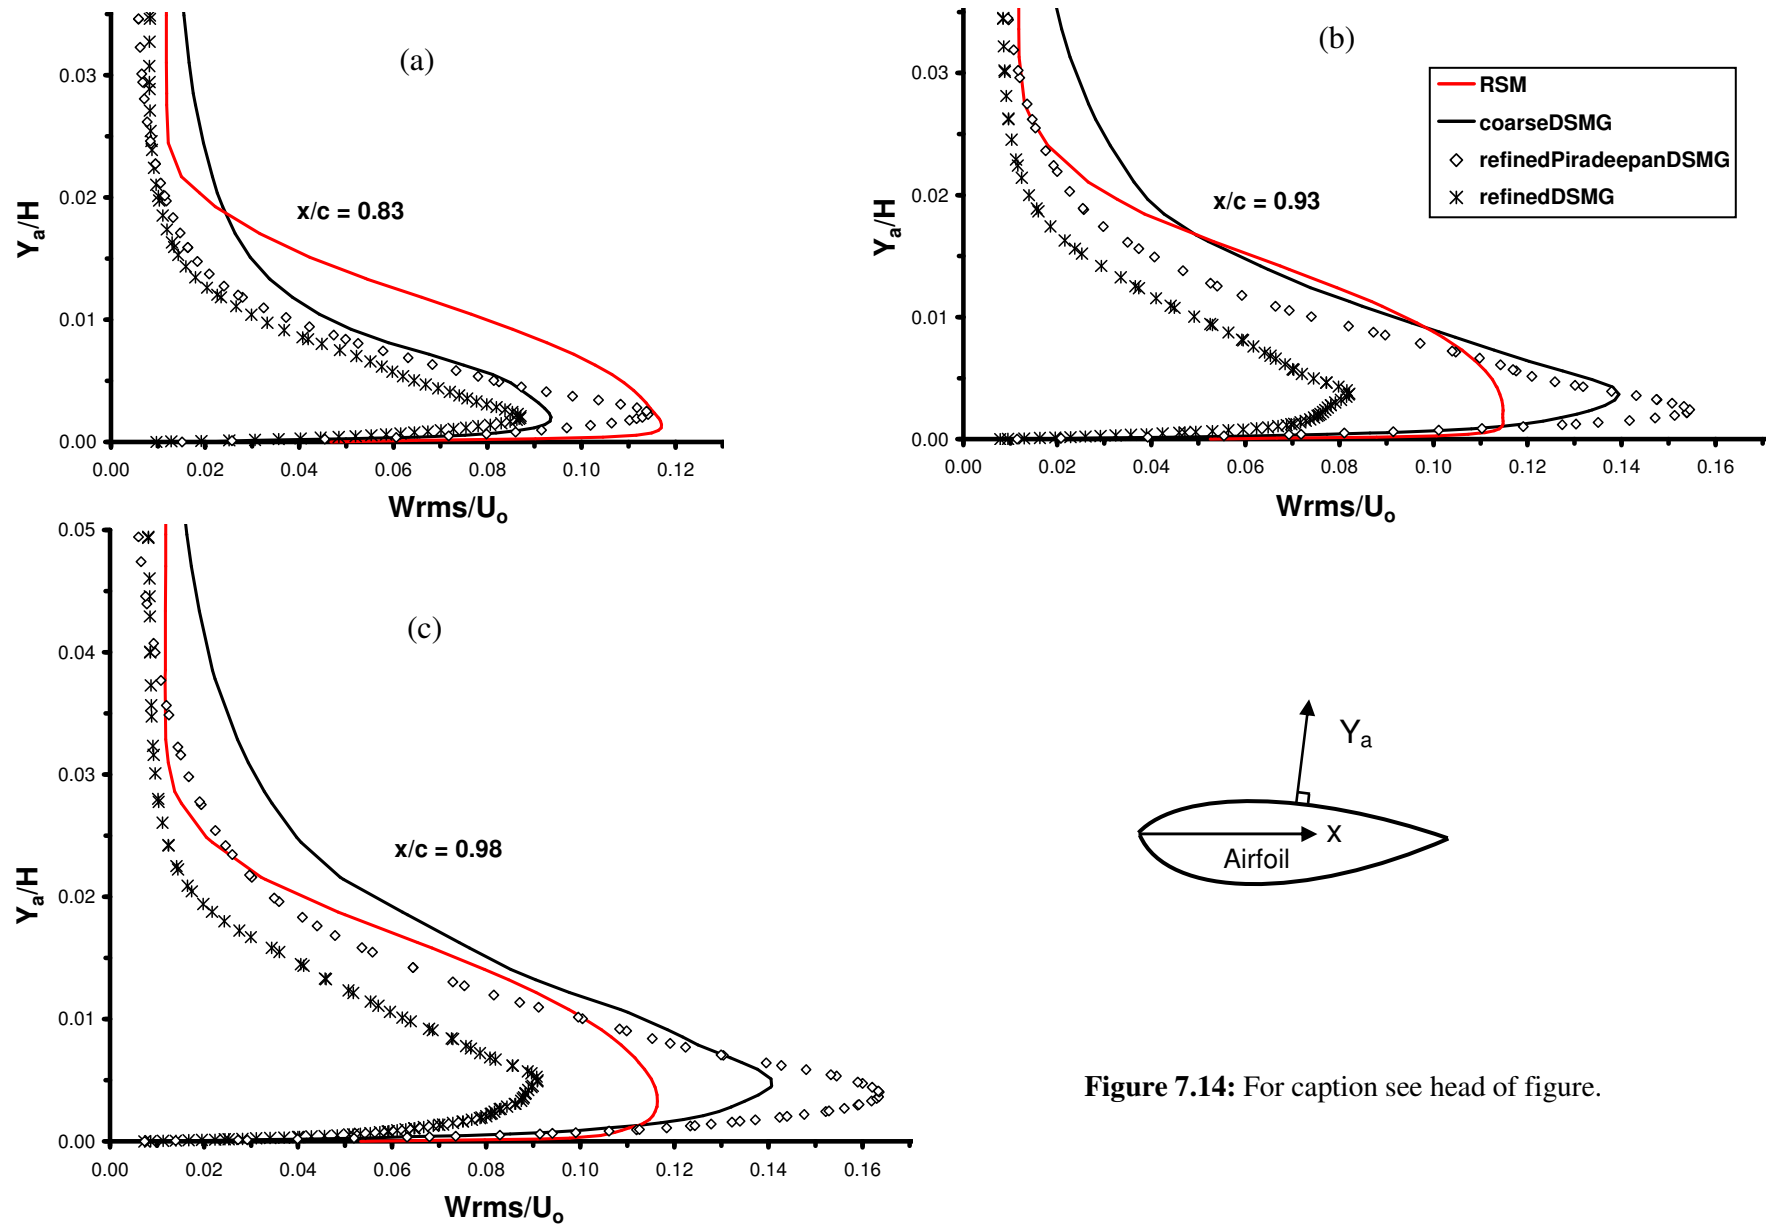 (a)
0.03
0.02
0.01
0.00
Ya/H
x/c = 0.83
0.00 0.02 0.04 0.06 0.08 0.10 0.12
Wrms/Uo
(b)
RSM
coarseDSMG
refinedPiradeepanDSMG
refinedDSMG
0.03
0.02
0.01
0.00
Ya/H
x/c = 0.93
0.00 0.02 0.04 0.06 0.08 0.10 0.12 0.14 0.16
Wrms/Uo
0.05
0.04
0.03
0.02
0.01
0.00
Ya/H
(c)
x/c = 0.98
0.00 0.02 0.04 0.06 0.08 0.10 0.12 0.14 0.16
Wrms/Uo
Ya
x
Airfoil
Figure 7.14: For caption see head of figure.